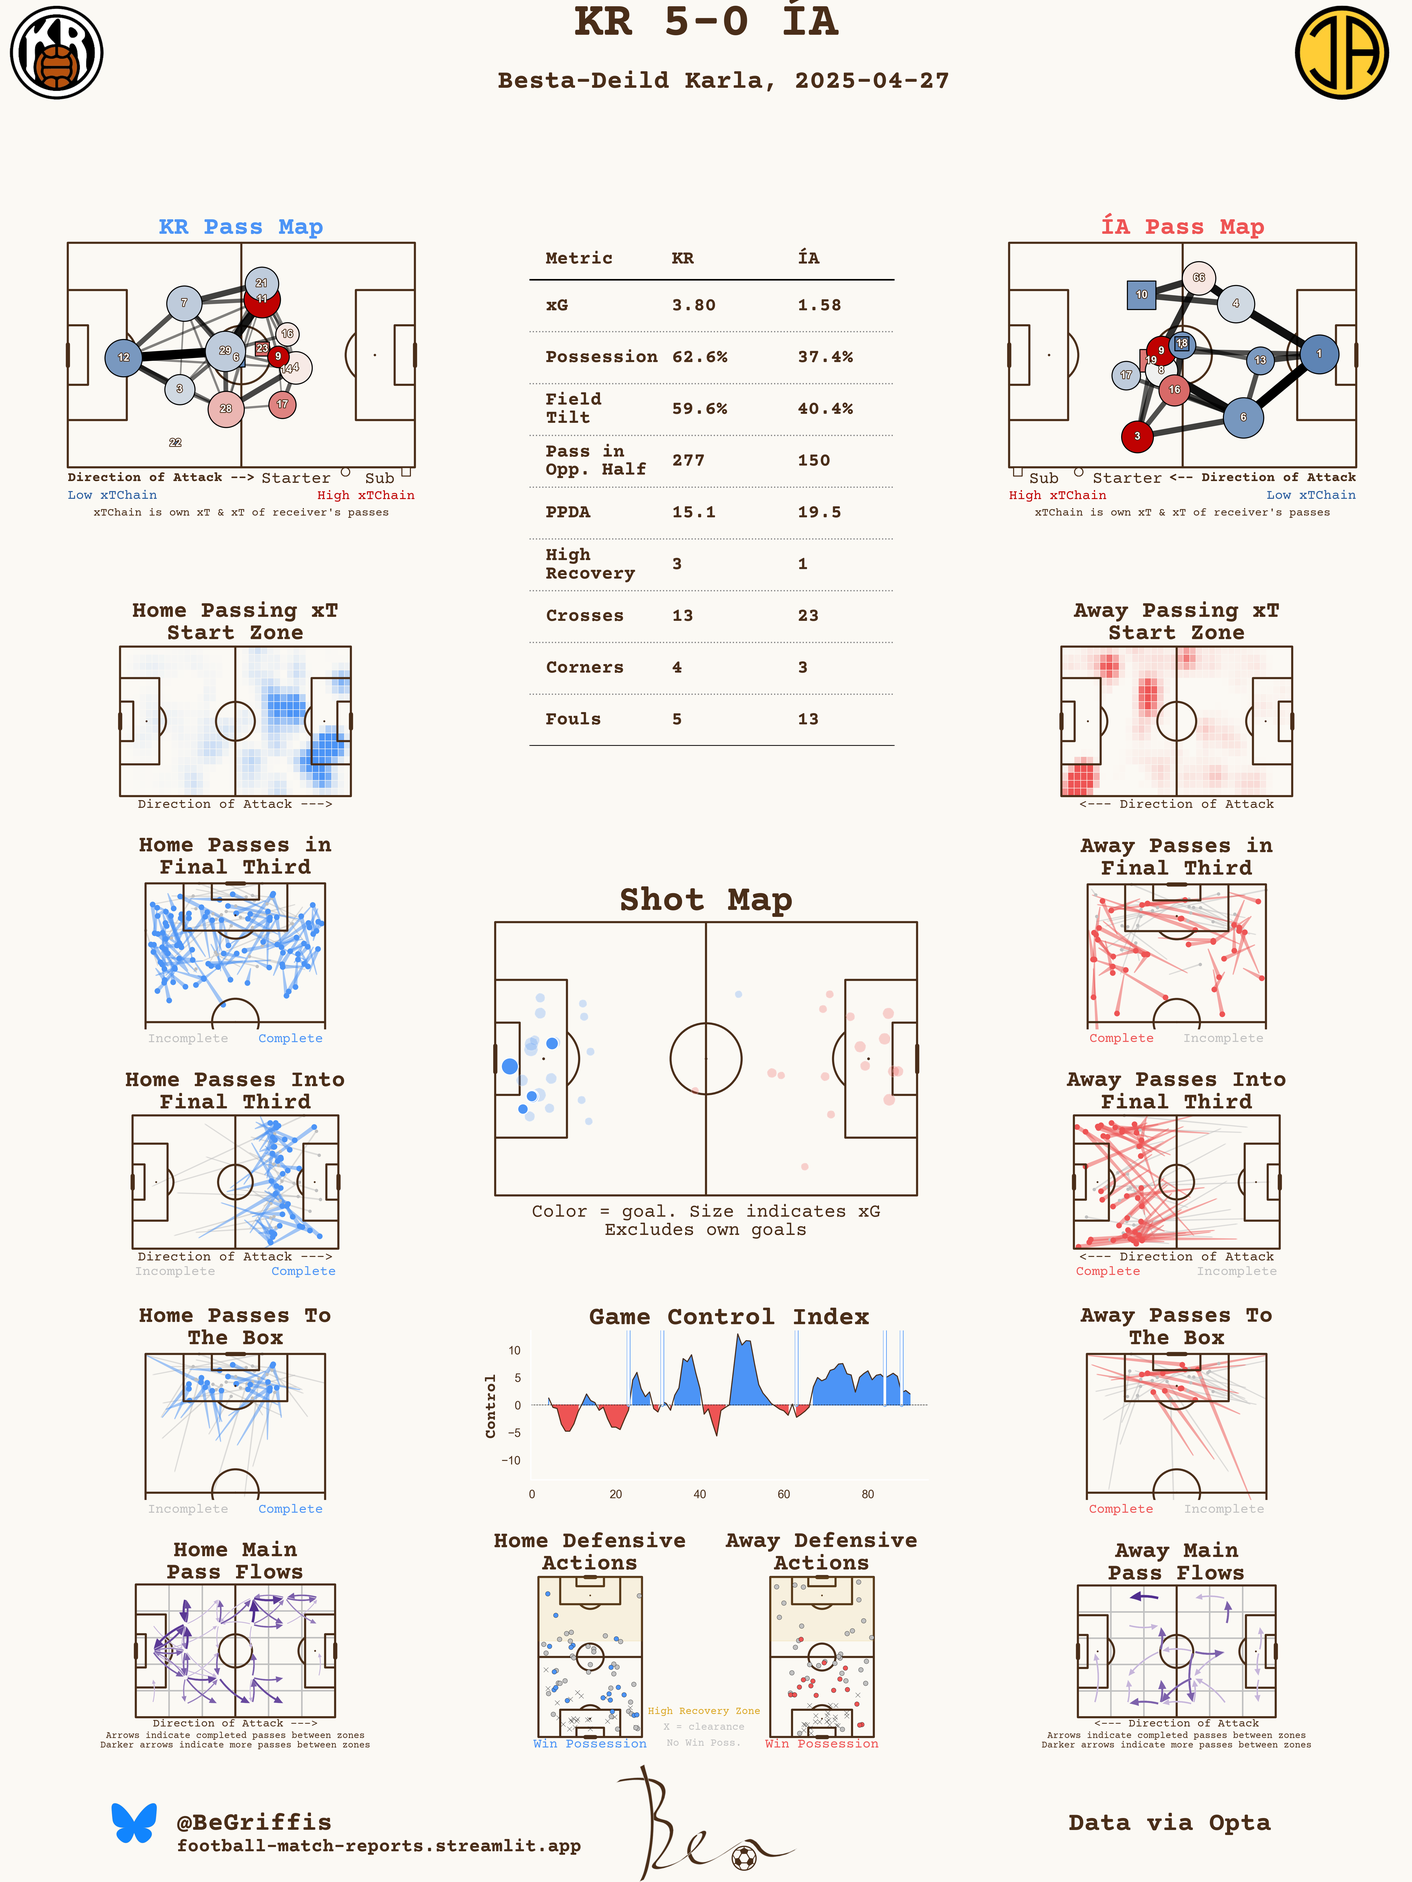 KR 5-0 ÍA
Besta-Deild Karla, 2025-04-27
KR
KR Pass Map
7
21
11
12
29
6
23
16
9
14
4
3
28
17
22
Direction of Attack --> Starter Sub
Low xTChain High xTChain
xTChain is own xT & xT of receiver's passes
Metric KR ÍA
xG 3.80 1.58
Possession 62.6% 37.4%
Field
Tilt 59.6% 40.4%
Pass in
Opp. Half 277 150
PPDA 15.1 19.5
High
Recovery 3 1
Crosses 13 23
Corners 4 3
Fouls 5 13
ÍA Pass Map
10
66
4
9
18
19
8
17
16
13
1
3
6
Sub Starter <-- Direction of Attack
High xTChain Low xTChain
xTChain is own xT & xT of receiver's passes
Home Passing xT
Start Zone
Direction of Attack --->
Away Passing xT
Start Zone
<--- Direction of Attack
Home Passes in
Final Third
Incomplete Complete
Away Passes in
Final Third
Complete Incomplete
Shot Map
Color = goal. Size indicates xG
Excludes own goals
Home Passes Into
Final Third
Direction of Attack --->
Incomplete Complete
Away Passes Into
Final Third
<--- Direction of Attack
Complete Incomplete
Home Passes To
The Box
Incomplete Complete
Game Control Index
Control
10
5
0
−5
−10
0 20 40 60 80
Away Passes To
The Box
Complete Incomplete
Home Main
Pass Flows
Direction of Attack --->
Arrows indicate completed passes between zones
Darker arrows indicate more passes between zones
Home Defensive
Actions
Win Possession
High Recovery Zone
X = clearance
No Win Poss.
Away Defensive
Actions
Win Possession
Away Main
Pass Flows
<--- Direction of Attack
Arrows indicate completed passes between zones
Darker arrows indicate more passes between zones
@BeGriffis
football-match-reports.streamlit.app
Ben
Data via Opta